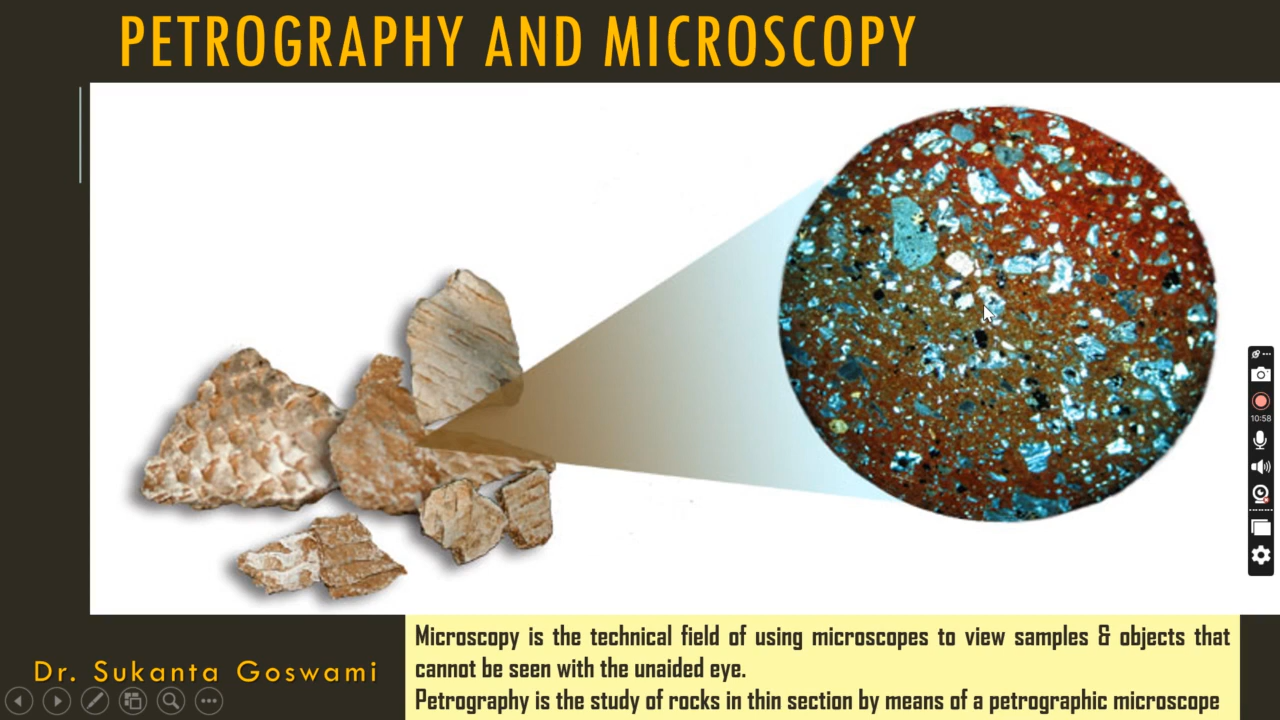 PETROGRAPHY AND MICROSCOPY
10:58
Microscopy is the technical field of using microscopes to view samples & objects that
cannot be seen with the unaided eye.
Petrography is the study of rocks in thin section by means of a petrographic microscope
Dr. Sukanta Goswami